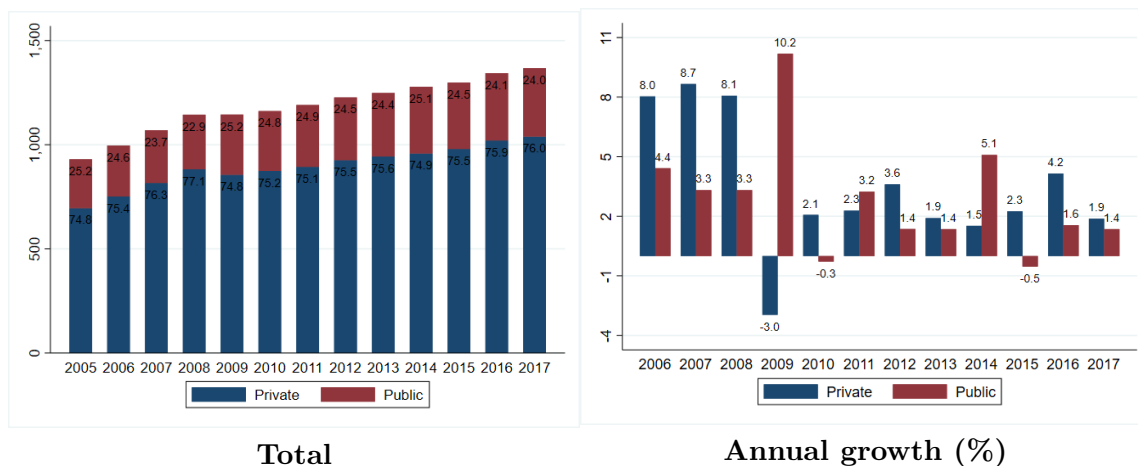 1,500
1,000
500
0
25.2 24.6 23.7 22.9 25.2 24.8 24.9 24.5 24.4 25.1 24.5 24.1 24.0
74.8 75.4 76.3 77.1 74.8 75.2 75.1 75.5 75.6 74.9 75.5 75.9 76.0
2005 2006 2007 2008 2009 2010 2011 2012 2013 2014 2015 2016 2017
Private Public
Total
11
8
5
2
-1
-4
8.0 8.7 8.1 -3.0 2.1 2.3 3.6 1.9 1.5 2.3 4.2 1.9
4.4 3.3 3.3 10.2 -0.3 3.2 1.4 1.4 5.1 -0.5 1.6 1.4
2006 2007 2008 2009 2010 2011 2012 2013 2014 2015 2016 2017
Private Public
Annual growth (%)